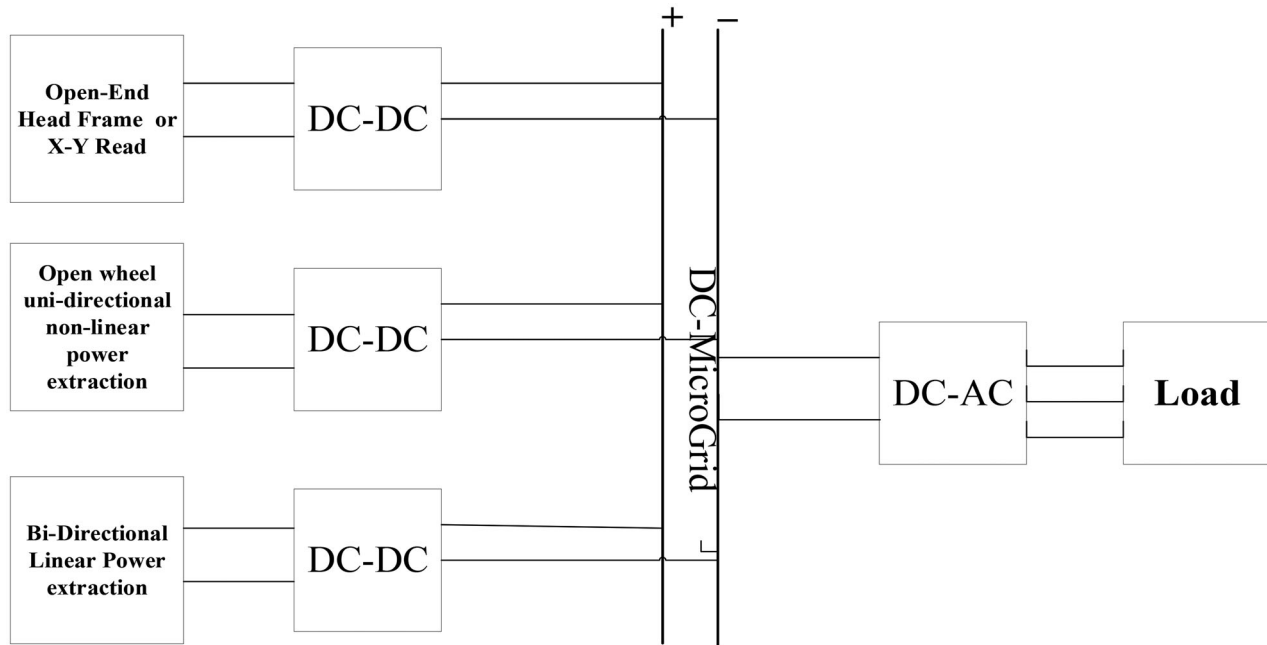 + −
Open-End
Head Frame or
X-Y Read
DC-DC
Open wheel
uni-directional
non-linear
power
extraction
DC-DC
Bi-Directional
Linear Power
extraction
DC-DC
DC-MicroGrid
DC-AC
Load